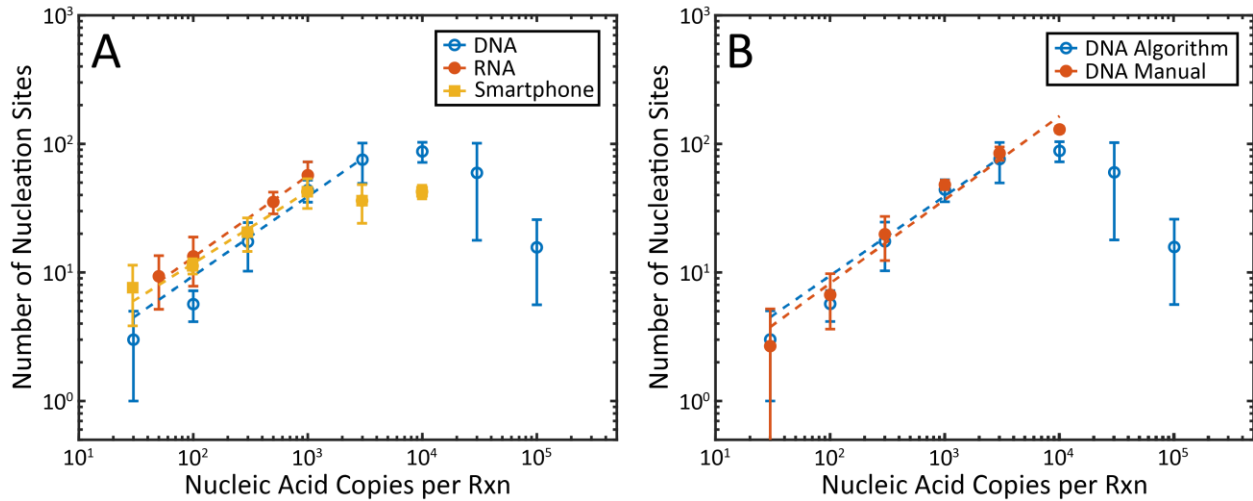 A
DNA
RNA
Smartphone
Number of Nucleation Sites
10³
10²
10¹
10⁰
10¹ 10² 10³ 10⁴ 10⁵
Nucleic Acid Copies per Rxn
B
DNA Algorithm
DNA Manual
Number of Nucleation Sites
10³
10²
10¹
10⁰
10¹ 10² 10³ 10⁴ 10⁵
Nucleic Acid Copies per Rxn